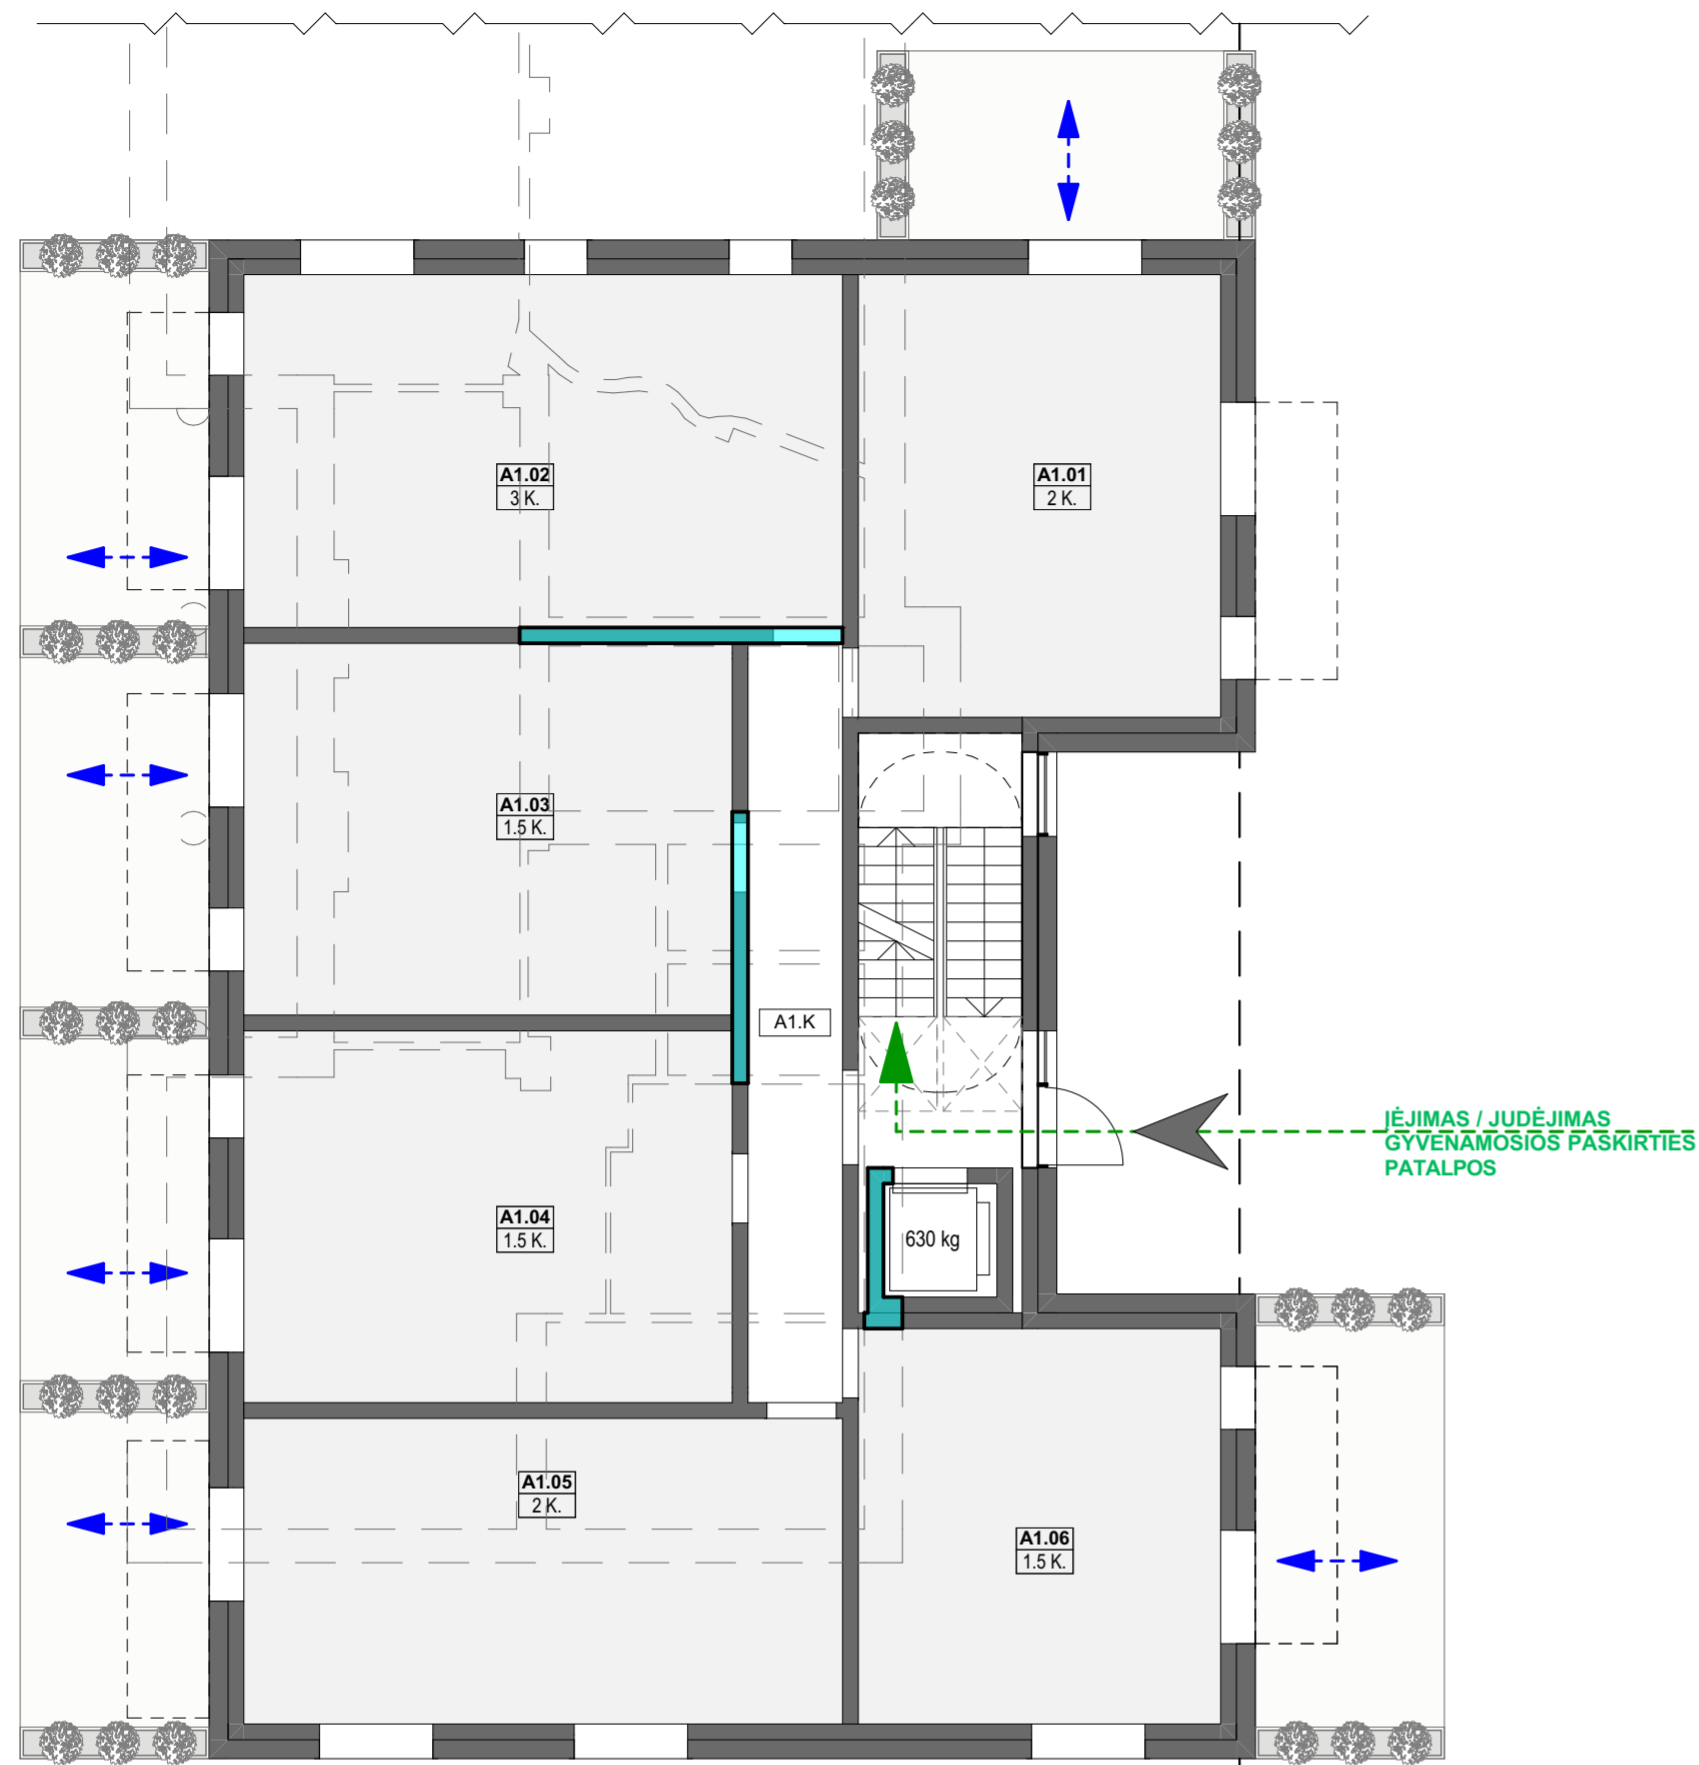 A1.02
3 K.
A1.01
2 K.
A1.03
1.5 K.
A1.K
ĮĖJIMAS / JUDĖJIMAS
GYVENAMOSIOS PASKIRTIES
PATALPOS
A1.04
1.5 K.
630 kg
A1.05
2 K.
A1.06
1.5 K.